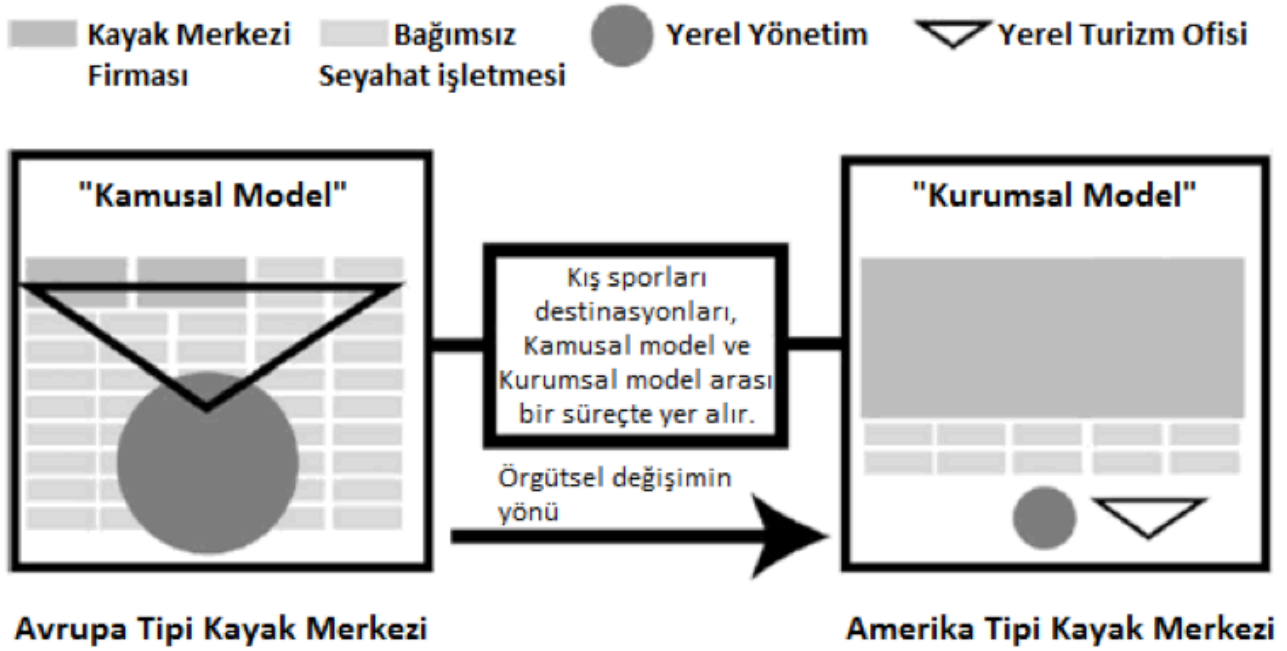 Kayak Merkezi Firması
Bağımsız Seyahat işletmesi
Yerel Yönetim
Yerel Turizm Ofisi
"Kamusal Model"
Kış sporları
destinasyonları,
Kamusal model ve
Kurumsal model arası
bir süreçte yer alır.
Örgütsel değişimin
yönü
"Kurumsal Model"
Avrupa Tipi Kayak Merkezi
Amerika Tipi Kayak Merkezi